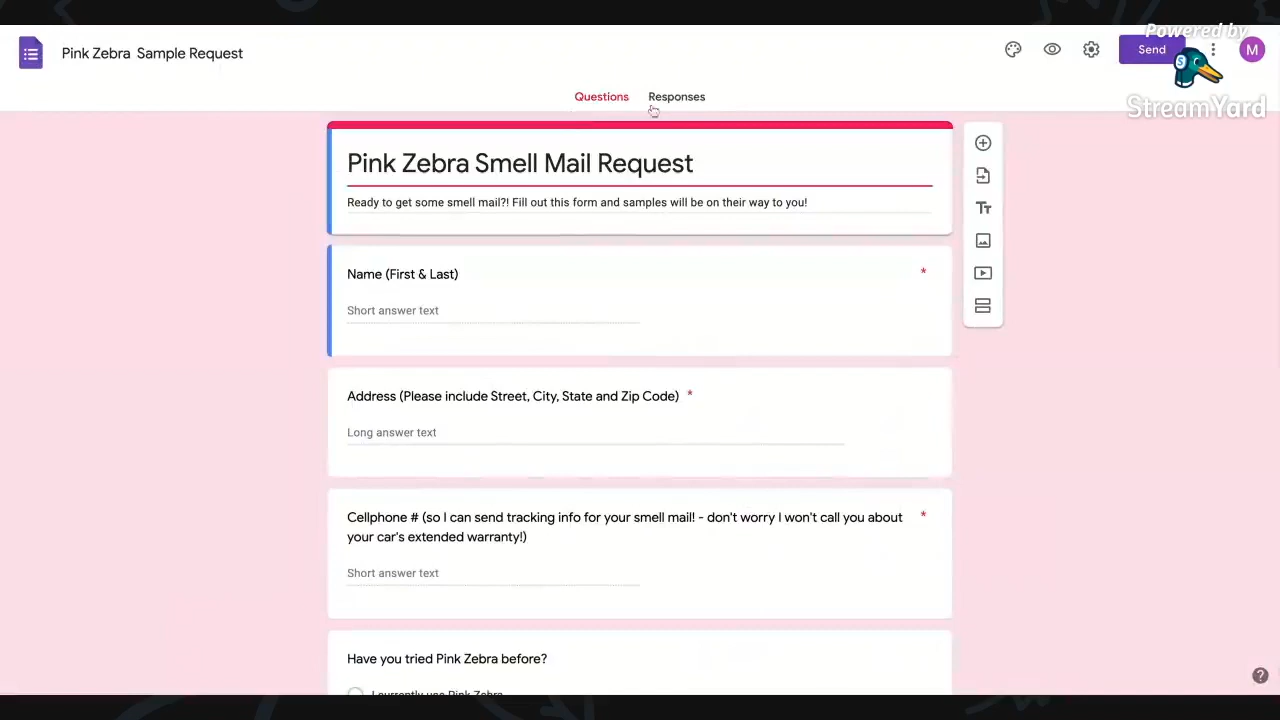 Powered by
Pink Zebra  Sample Request
Send
M
StreamYard
Questions
Responses
Pink Zebra Smell Mail Request
Ready to get some smell mail?! Fill out this form and samples will be on their way to you!
Name (First & Last) *
Short answer text
Address (Please include Street, City, State and Zip Code) *
Long answer text
Cellphone # (so I can send tracking info for your smell mail! - don't worry I won't call you about *
your car's extended warranty!)
Short answer text
Have you tried Pink Zebra before?
I currently use Pink Zebra